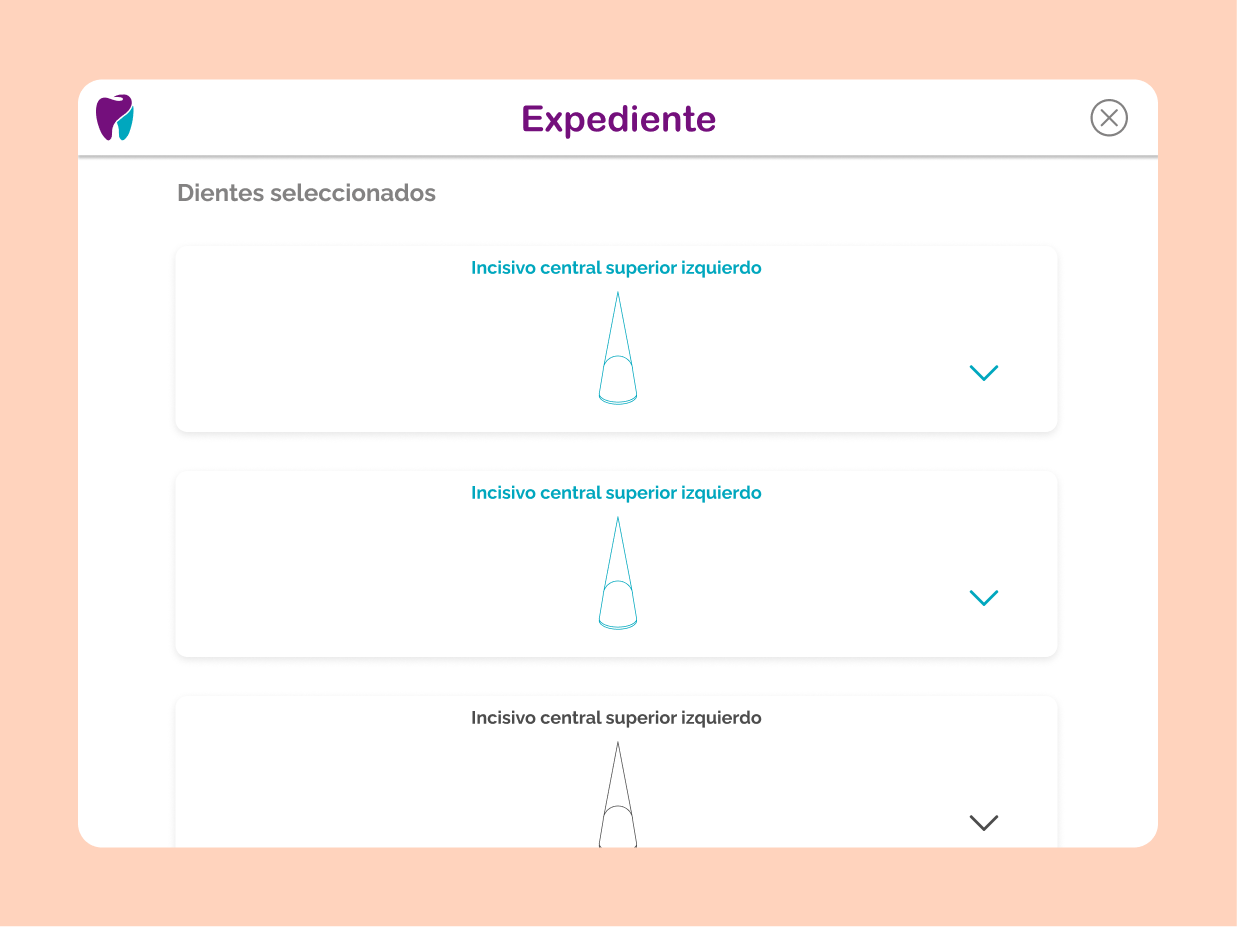 Expediente
Dientes seleccionados
Incisivo central superior izquierdo
Incisivo central superior izquierdo
Incisivo central superior izquierdo